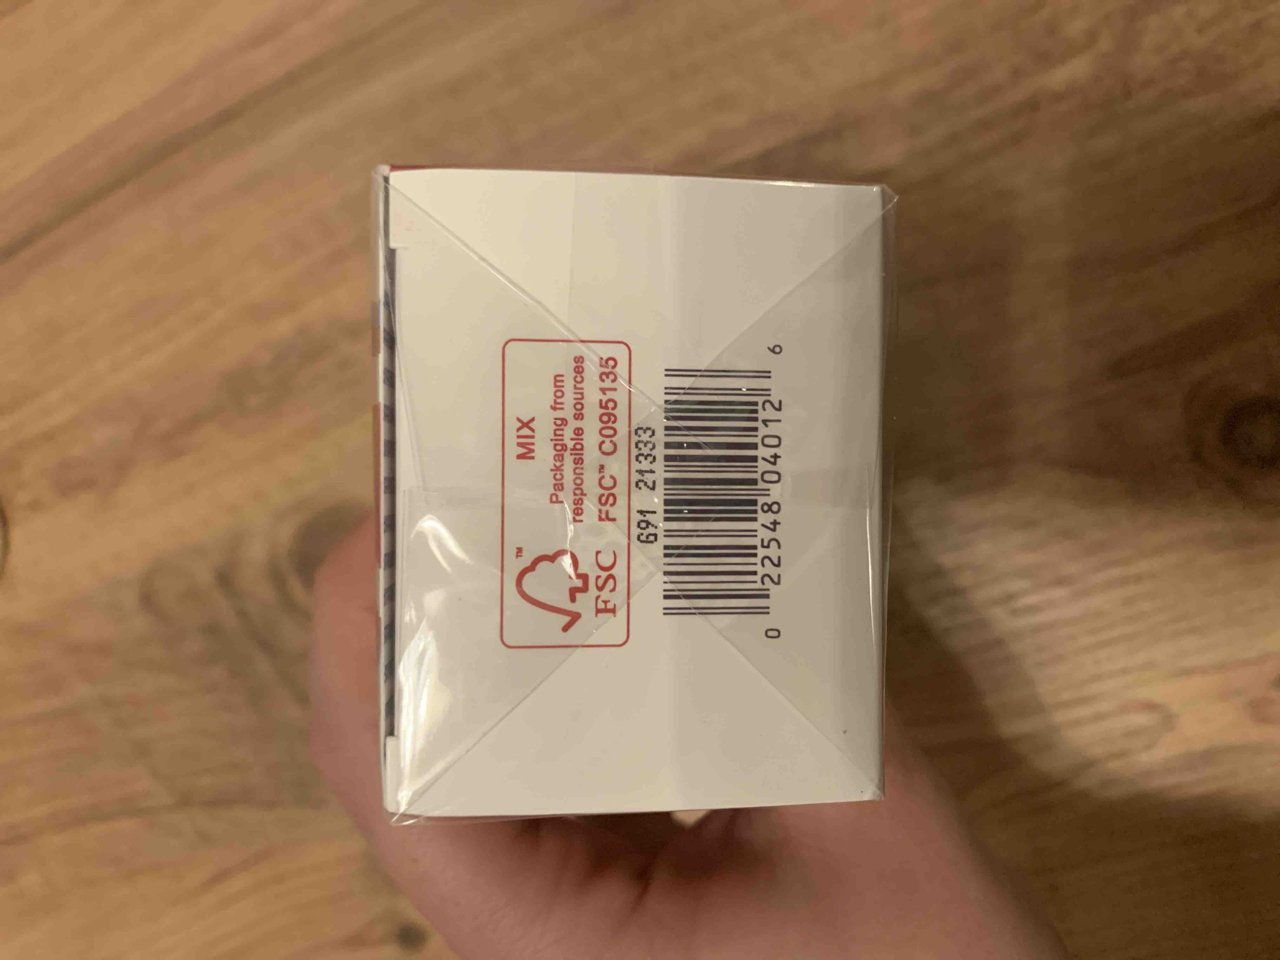 MIX
Packaging from
responsible sources
FSC™ C095135
™
FSC
691 21333
0 22548 04012 6